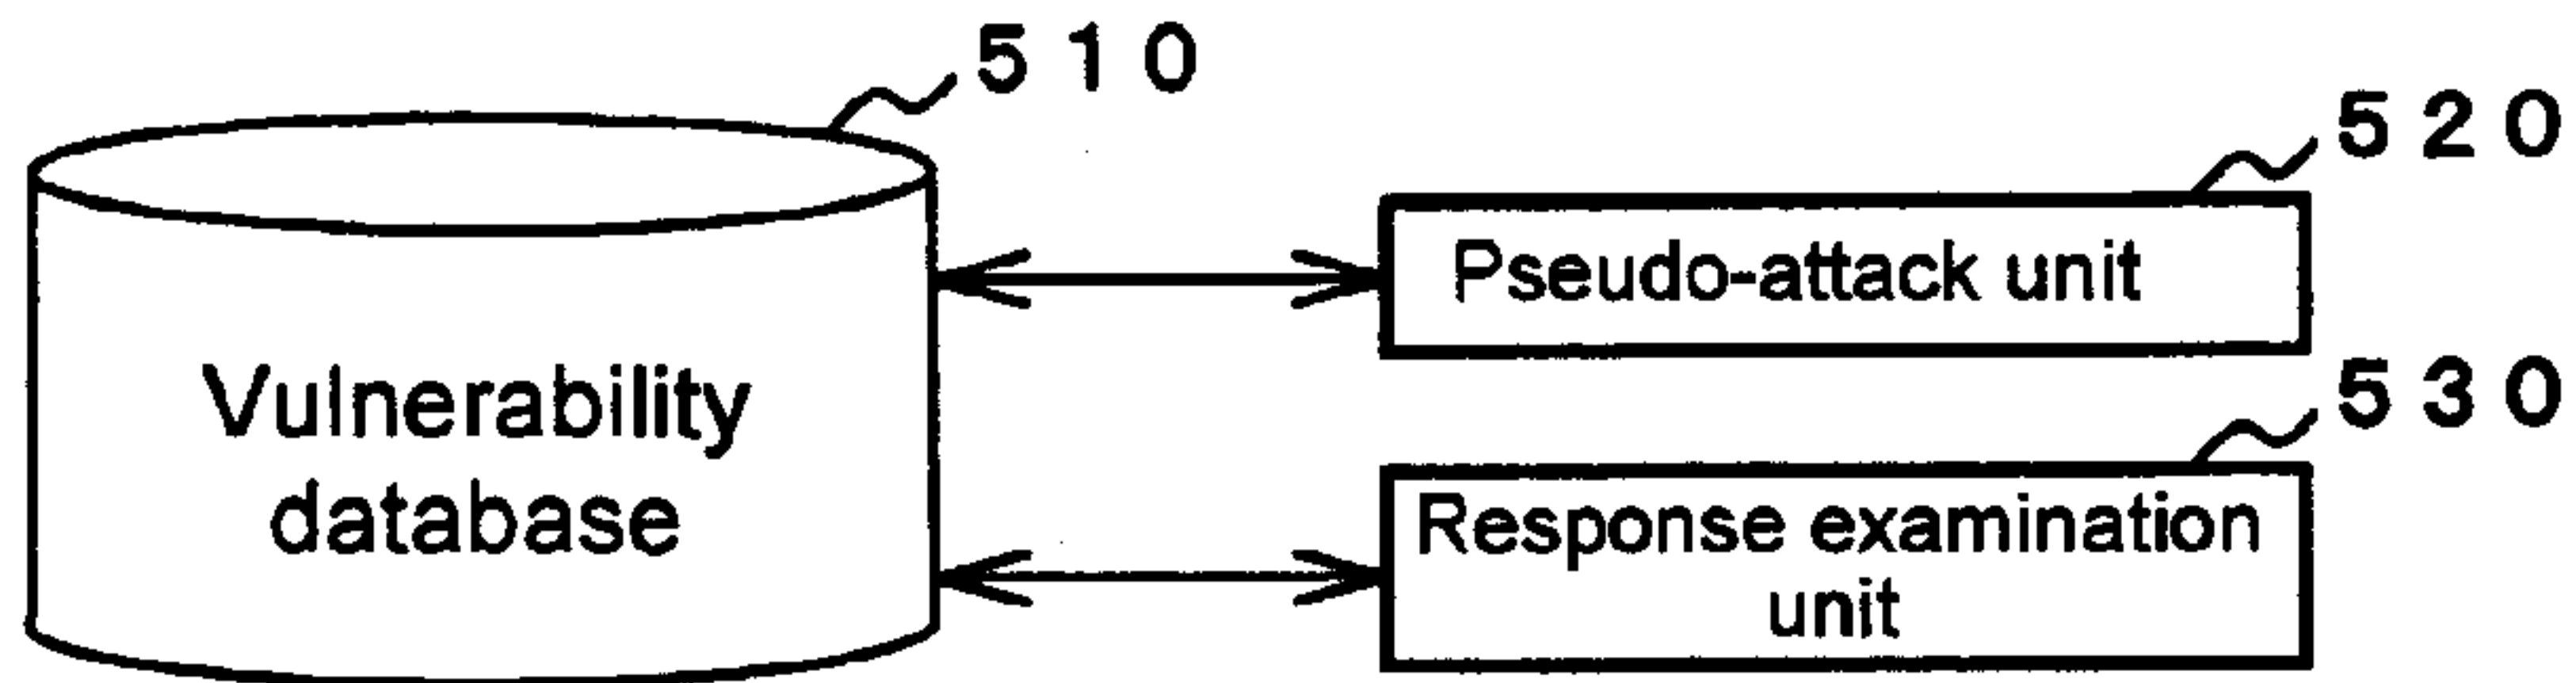 510
520
Pseudo-attack unit
Vulnerability
database
530
Response examination
unit